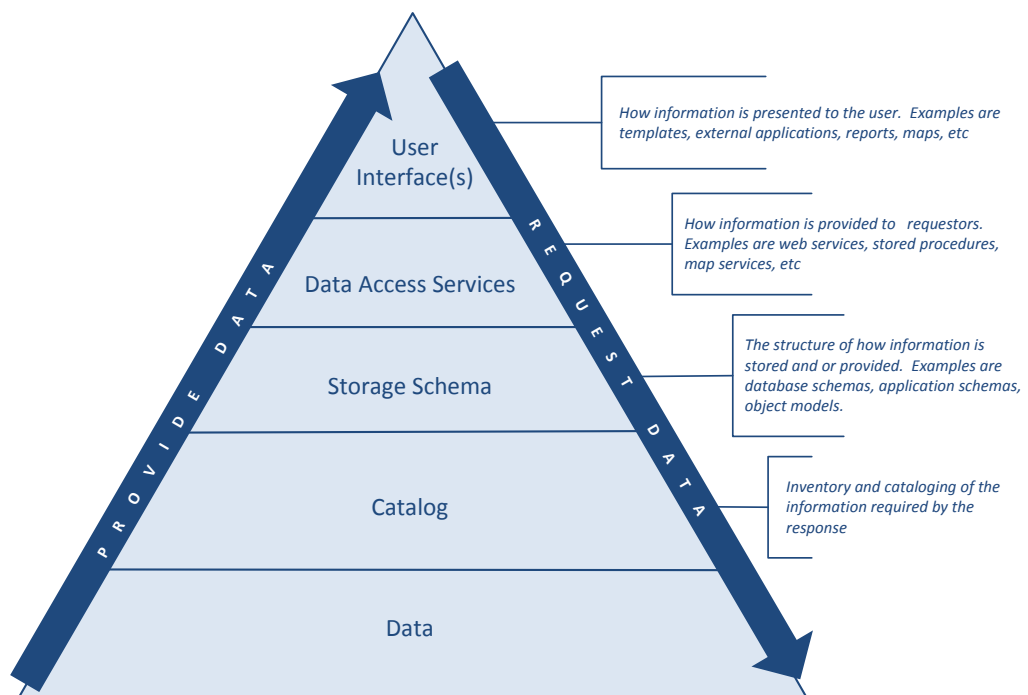 User
Interface(s)
Data Access Services
Storage Schema
Catalog
Data
PROVIDE DATA
REQUEST DATA
How information is presented to the user.  Examples are
templates, external applications, reports, maps, etc
How information is provided to   requestors.
Examples are web services, stored procedures,
map services, etc
The structure of how information is
stored and or provided.  Examples are
database schemas, application schemas,
object models.
Inventory and cataloging of the
information required by the
response